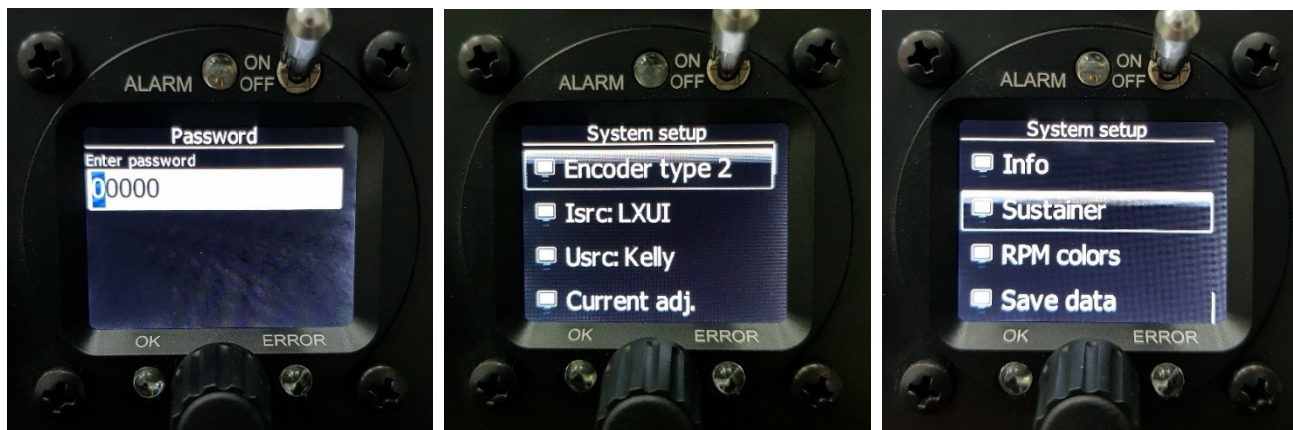 ON
ALARM OFF
Password
Enter password
00000
OK ERROR
ON
ALARM OFF
System setup
Encoder type 2
Isrc: LXUI
Usrc: Kelly
Current adj.
OK ERROR
ON
ALARM OFF
System setup
Info
Sustainer
RPM colors
Save data
OK ERROR